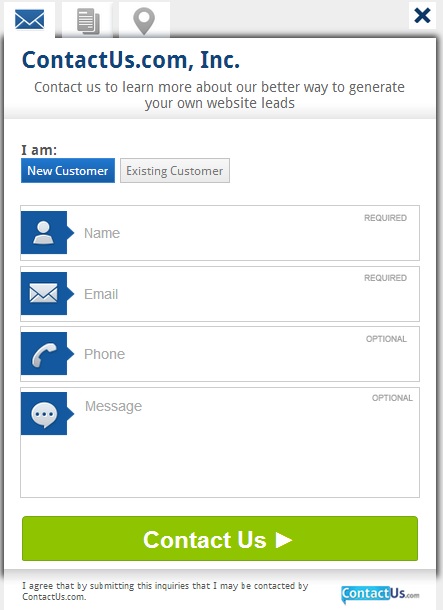 ContactUs.com, Inc.
Contact us to learn more about our better way to generate
your own website leads
I am:
New Customer
Existing Customer
Name
REQUIRED
Email
REQUIRED
Phone
OPTIONAL
Message
OPTIONAL
Contact Us
I agree that by submitting this inquiries that I may be contacted by
ContactUs.com.
ContactUs.com